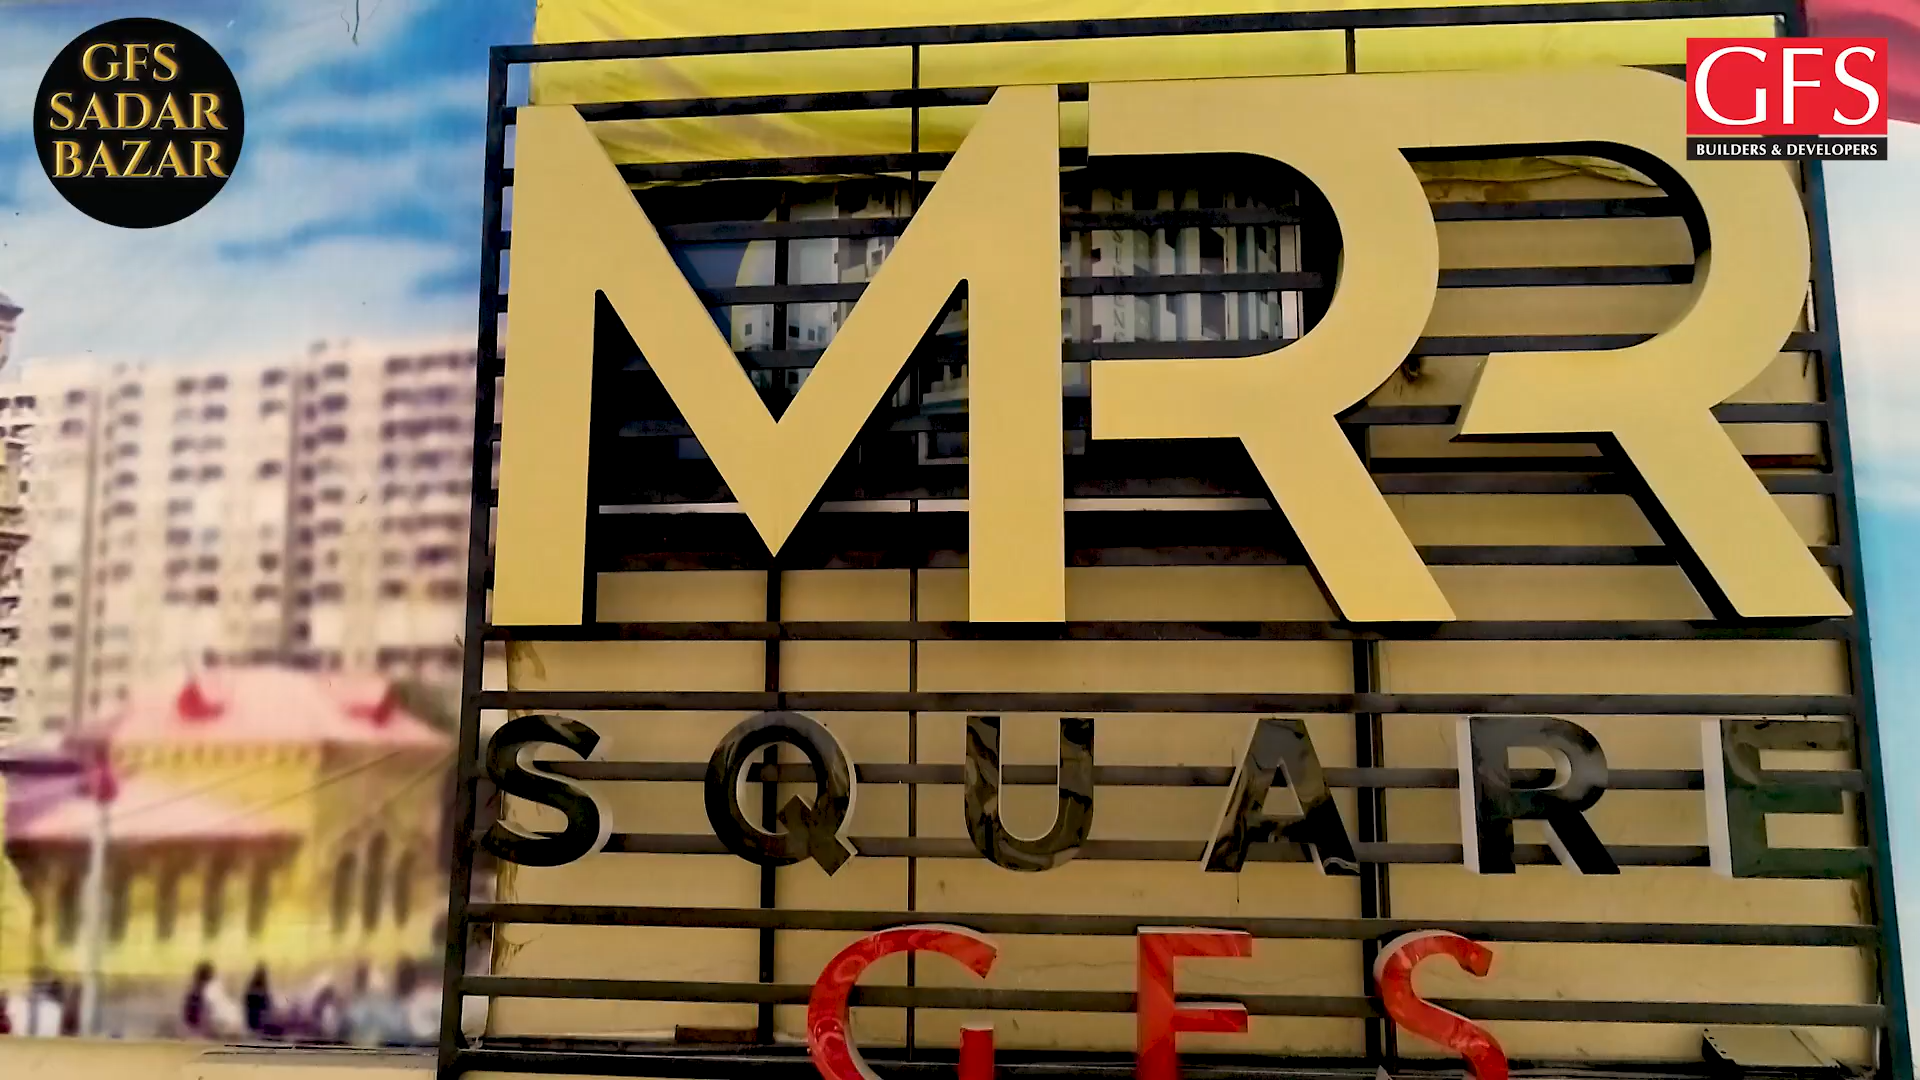 GFS
SADAR
BAZAR
GFS
BUILDERS & DEVELOPERS
MRR
SQUARE
GFS